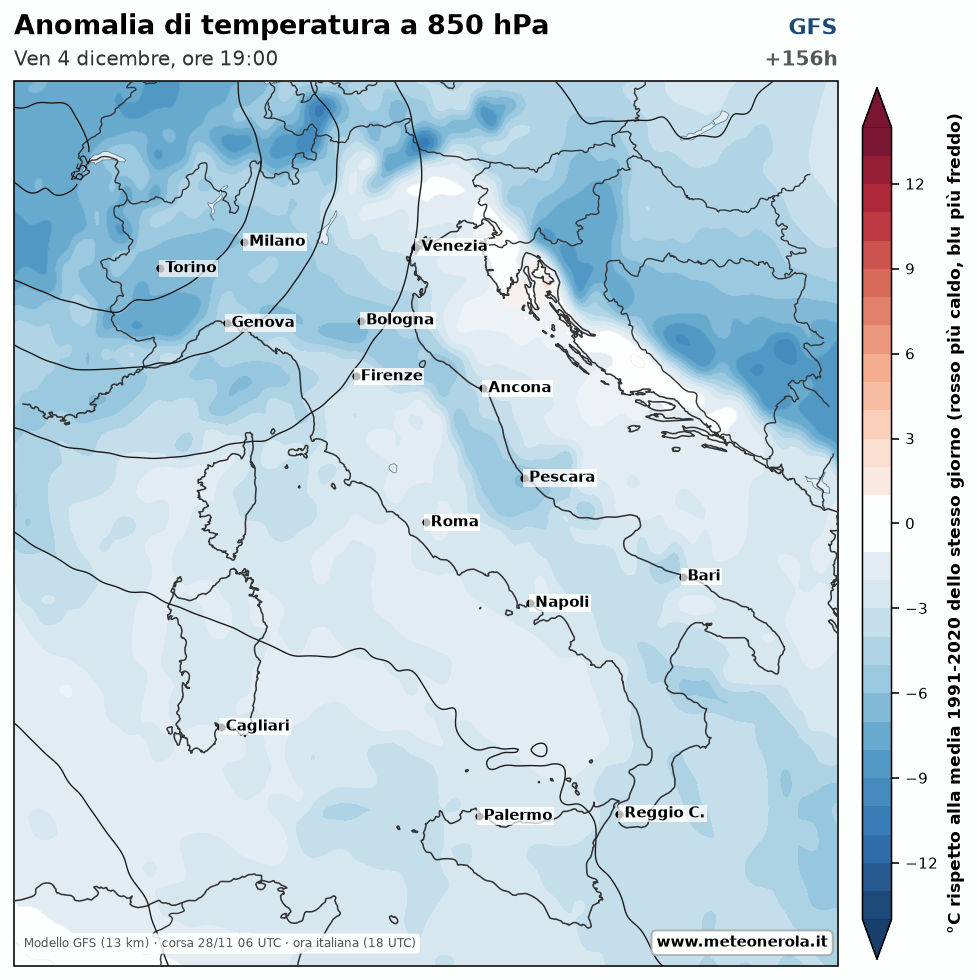 Anomalia di temperatura a 850 hPa
GFS
Ven 4 dicembre, ore 19:00
+156h
Milano
Venezia
Torino
Genova
Bologna
Firenze
Ancona
Pescara
Roma
Bari
Napoli
Cagliari
Palermo
Reggio C.
12
9
6
3
0
−3
−6
−9
−12
°C rispetto alla media 1991-2020 dello stesso giorno (rosso più caldo, blu più freddo)
Modello GFS (13 km) · corsa 28/11 06 UTC · ora italiana (18 UTC)
www.meteonerola.it